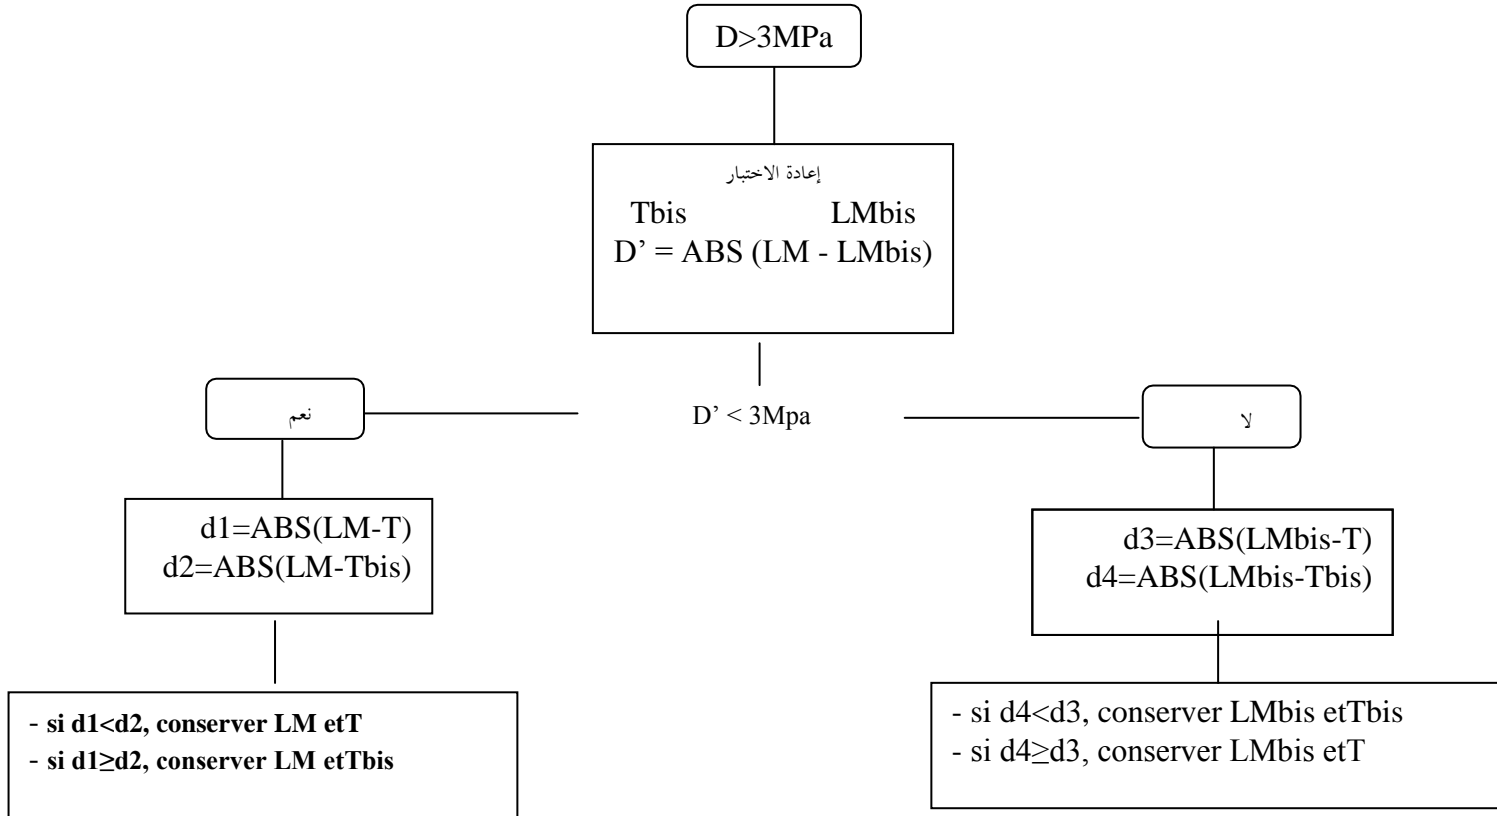 D>3MPa
إعادة الاختبار
Tbis LMbis
D’ = ABS (LM - LMbis)
نعم
D’ < 3Mpa
لا
d1=ABS(LM-T)
d2=ABS(LM-Tbis)
d3=ABS(LMbis-T)
d4=ABS(LMbis-Tbis)
- si d1<d2, conserver LM etT
- si d1≥d2, conserver LM etTbis
- si d4<d3, conserver LMbis etTbis
- si d4≥d3, conserver LMbis etT